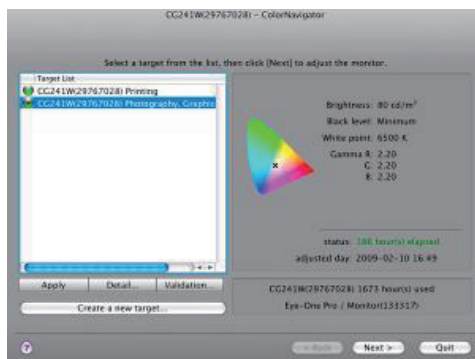 CG241W(29767028) – ColorNavigator
Select a target from the list, then click [Next] to adjust the monitor.
Target List
CG241W(29767028) Printing
CG241W(29767028) Photography, Graphic
Brightness: 80 cd/m²
Black level: Minimum
White point: 6500 K
Gamma R: 2.20
G: 2.20
B: 2.20
status: 186 hour(s) elapsed
adjusted day: 2009-02-10 16:49
Apply
Detail...
Validation...
Create a new target...
CG241W(29767028) 1673 hour(s) used
Eye-One Pro / Monitor(133317)
?
< Back
Next >
Quit